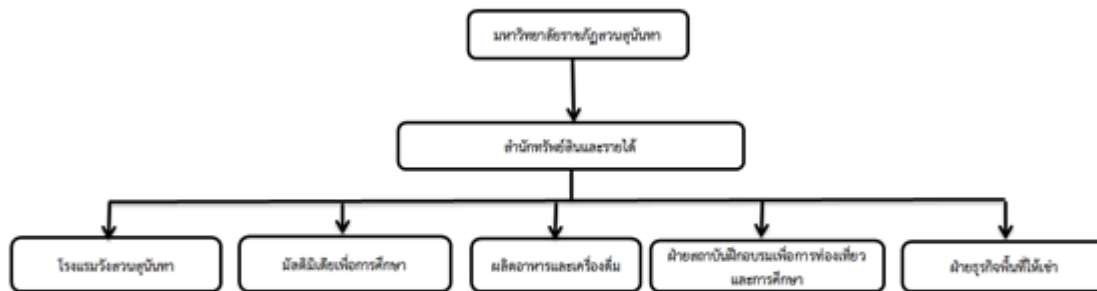 มหาวิทยาลัยราชภัฏสวนสุนันทา
สำนักทรัพย์สินและรายได้
โรงแรมวังสวนสุนันทา
มัลติมีเดียเพื่อการศึกษา
ผลิตอาหารและเครื่องดื่ม
ฝ่ายสถาบันฝึกอบรมเพื่อการท่องเที่ยว
และการศึกษา
ฝ่ายธุรกิจพื้นที่ให้เช่า